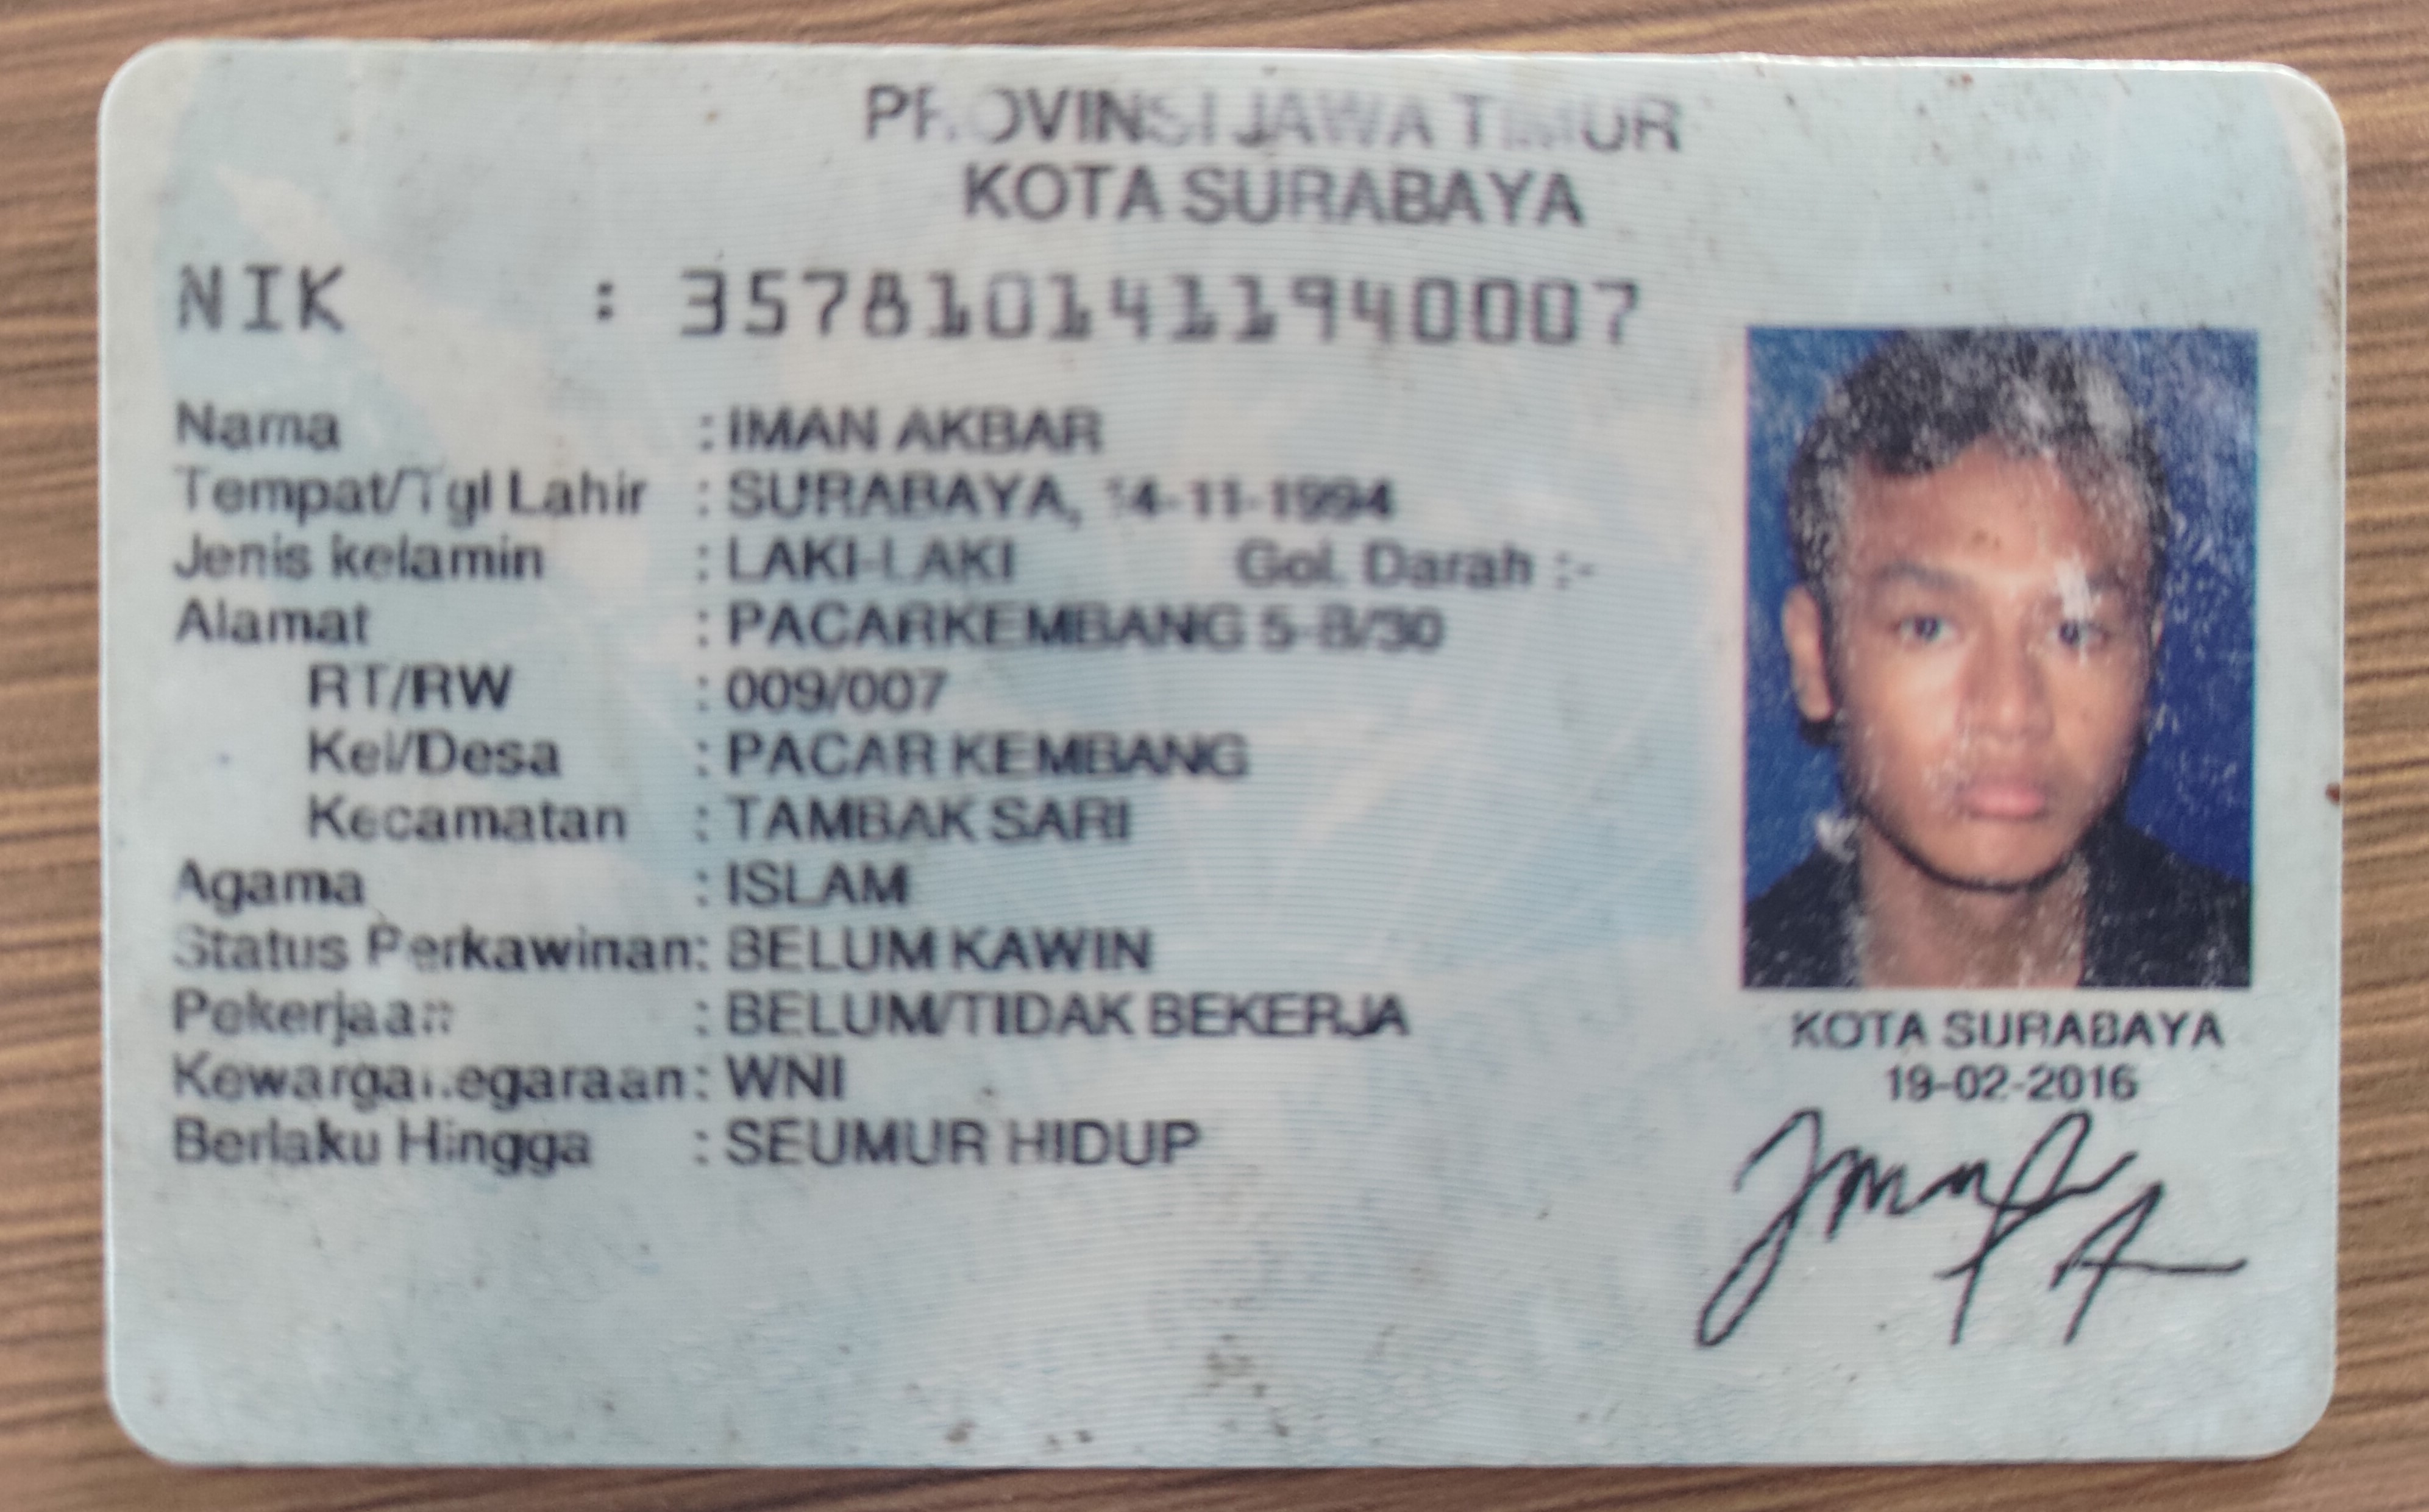 PROVINSI JAWA TIMUR
KOTA SURABAYA
NIK : 3578101411940007
Nama : IMAN AKBAR
Tempat/Tgl Lahir : SURABAYA, 14-11-1994
Jenis kelamin : LAKI-LAKI Gol. Darah :-
Alamat : PACARKEMBANG 5-B/30
RT/RW : 009/007
Kel/Desa : PACAR KEMBANG
Kecamatan : TAMBAK SARI
Agama : ISLAM
Status Perkawinan: BELUM KAWIN
Pekerjaan : BELUM/TIDAK BEKERJA
Kewarganegaraan: WNI
Berlaku Hingga : SEUMUR HIDUP
KOTA SURABAYA
19-02-2016